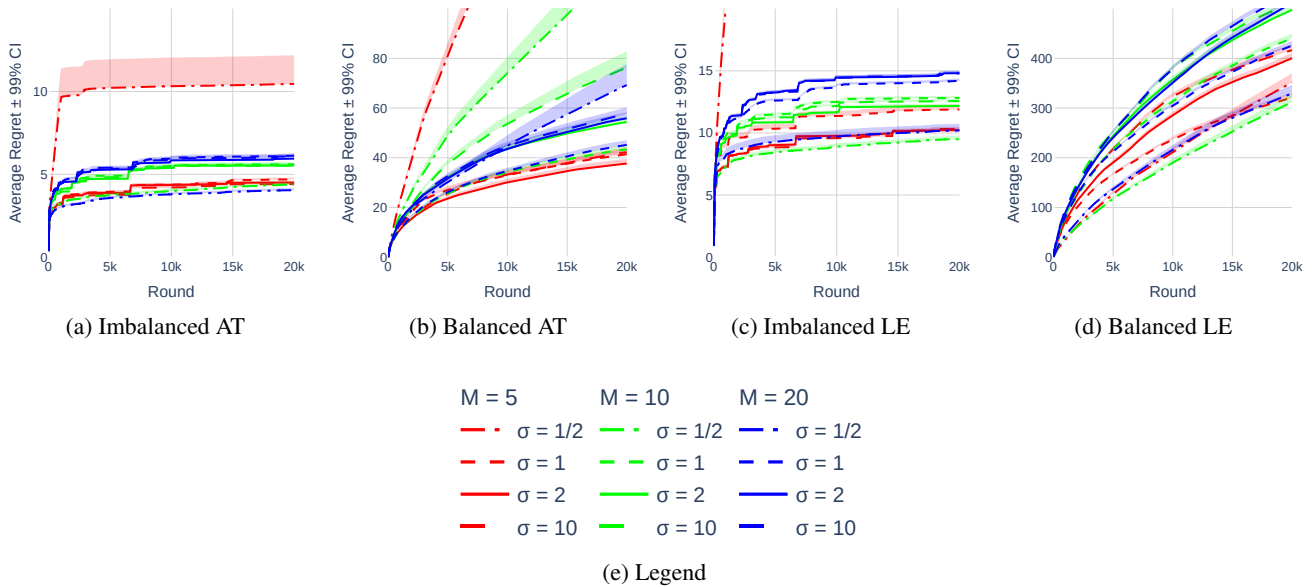 Average Regret ± 99% CI
10
5
0
0 5k 10k 15k 20k
Round
(a) Imbalanced AT
Average Regret ± 99% CI
80
60
40
20
0
0 5k 10k 15k 20k
Round
(b) Balanced AT
Average Regret ± 99% CI
15
10
5
0
0 5k 10k 15k 20k
Round
(c) Imbalanced LE
Average Regret ± 99% CI
400
300
200
100
0
0 5k 10k 15k 20k
Round
(d) Balanced LE
M = 5 M = 10 M = 20
σ = 1/2 σ = 1/2 σ = 1/2
σ = 1 σ = 1 σ = 1
σ = 2 σ = 2 σ = 2
σ = 10 σ = 10 σ = 10
(e) Legend